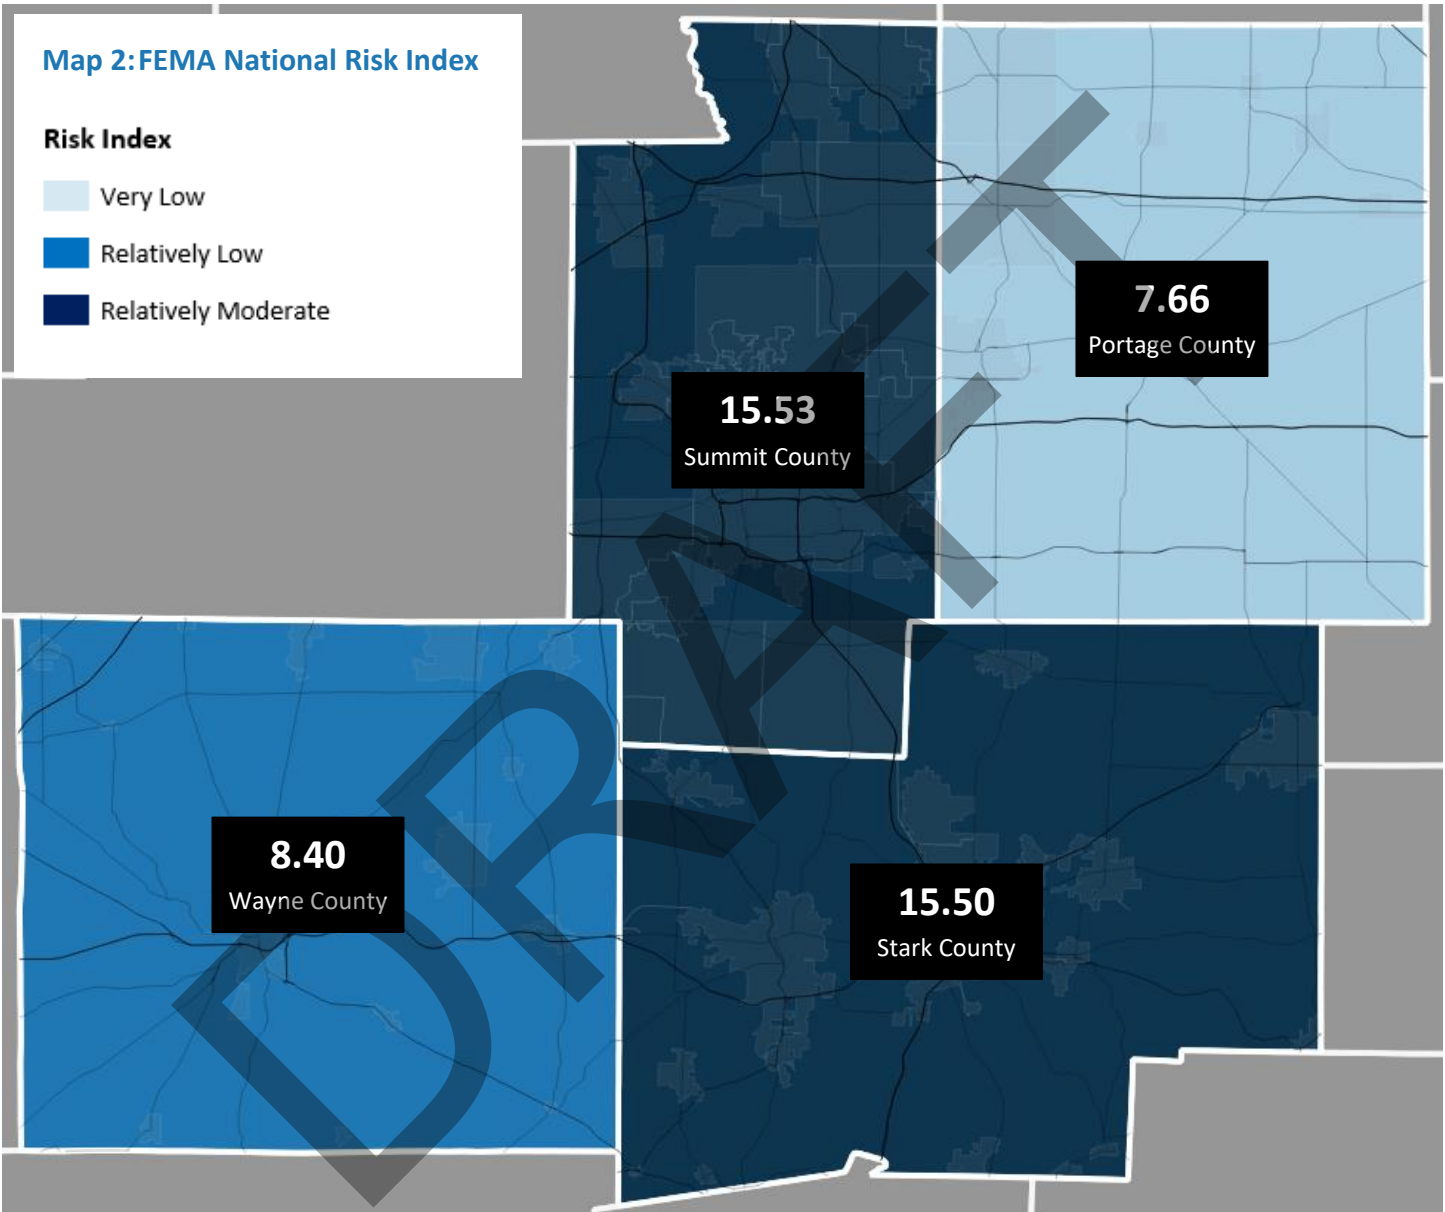 Map 2: FEMA National Risk Index
Risk Index
Very Low
Relatively Low
Relatively Moderate
7.66
Portage County
15.53
Summit County
8.40
Wayne County
15.50
Stark County
DRAFT